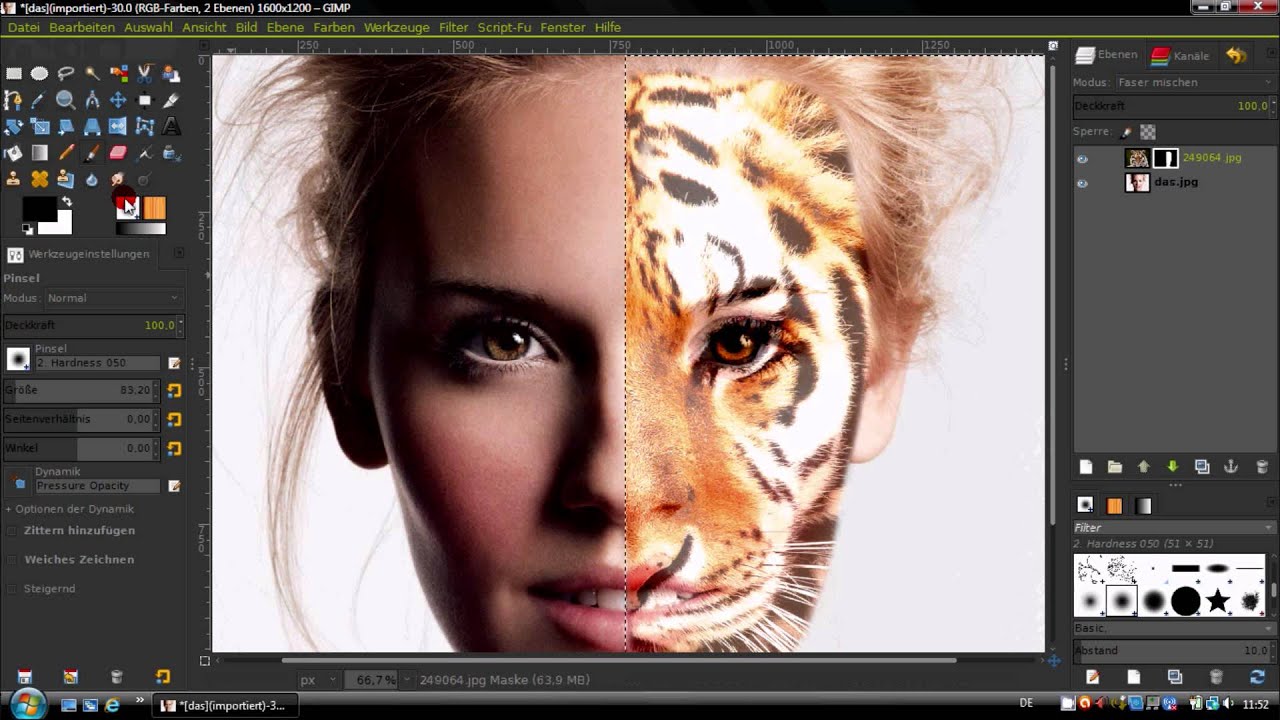 *[das](importiert)-30.0 (RGB-Farben, 2 Ebenen) 1600x1200 – GIMP
Datei Bearbeiten Auswahl Ansicht Bild Ebene Farben Werkzeuge Filter Script-Fu Fenster Hilfe
250 500 750 1000 1250
0
250
500
750
Werkzeugeinstellungen
Pinsel
Modus: Normal
Deckkraft 100,0
Pinsel
2. Hardness 050
Größe 83,20
Seitenverhältnis 0,00
Winkel 0,00
Dynamik
Pressure Opacity
+ Optionen der Dynamik
Zittern hinzufügen
Weiches Zeichnen
Steigernd
px 66,7% 249064.jpg Maske (63,9 MB)
Ebenen Kanäle
Modus: Faser mischen
Deckkraft 100,0
Sperre:
249064.jpg
das.jpg
Filter
2. Hardness 050 (51 × 51)
Basic,
Abstand 10,0
*[das](importiert)-3...
DE 11:52